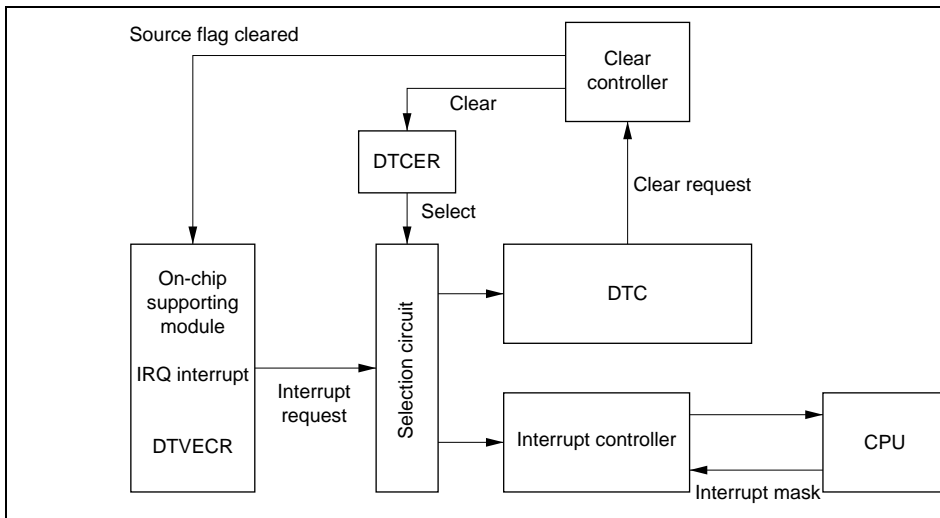 Source flag cleared
Clear
controller
Clear
DTCER
Clear request
Select
On-chip
supporting
module
IRQ interrupt
DTVECR
Interrupt
request
Selection circuit
DTC
Interrupt controller
CPU
Interrupt mask